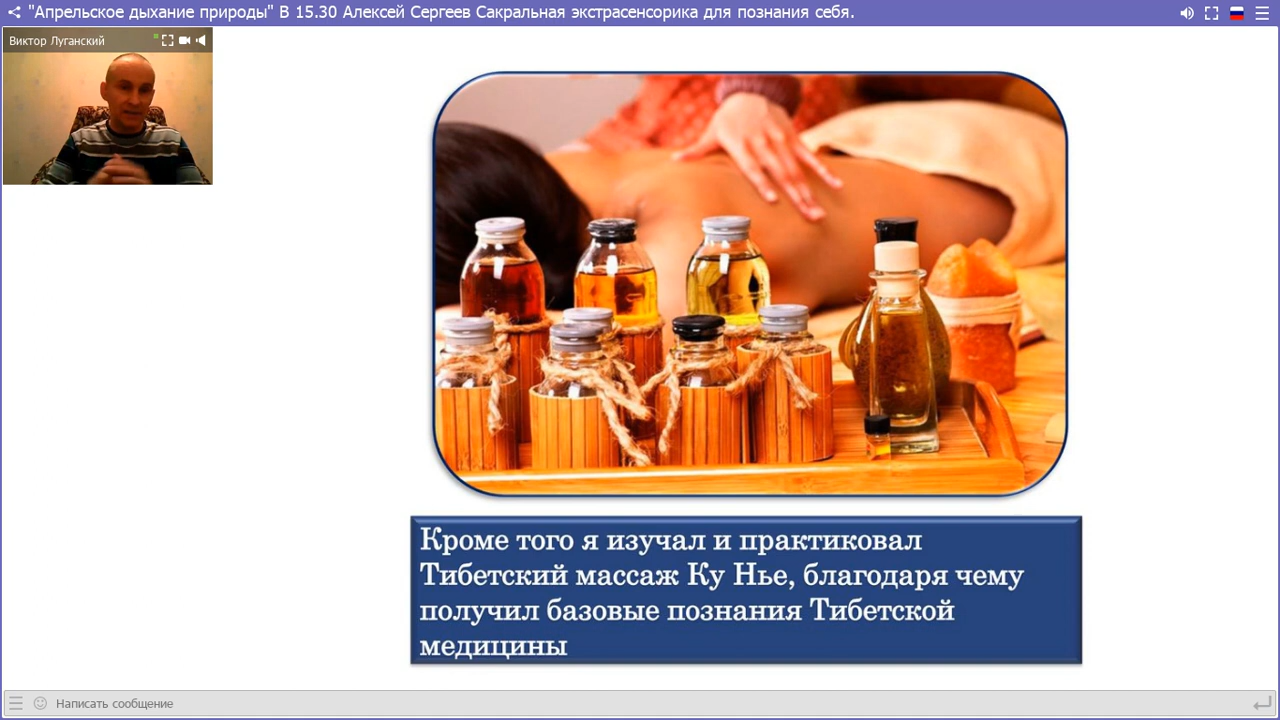 "Апрельское дыхание природы" В 15.30 Алексей Сергеев Сакральная экстрасенсорика для познания себя.
Виктор Луганский
Кроме того я изучал и практиковал
Тибетский массаж Ку Нье, благодаря чему
получил базовые познания Тибетской
медицины
Написать сообщение